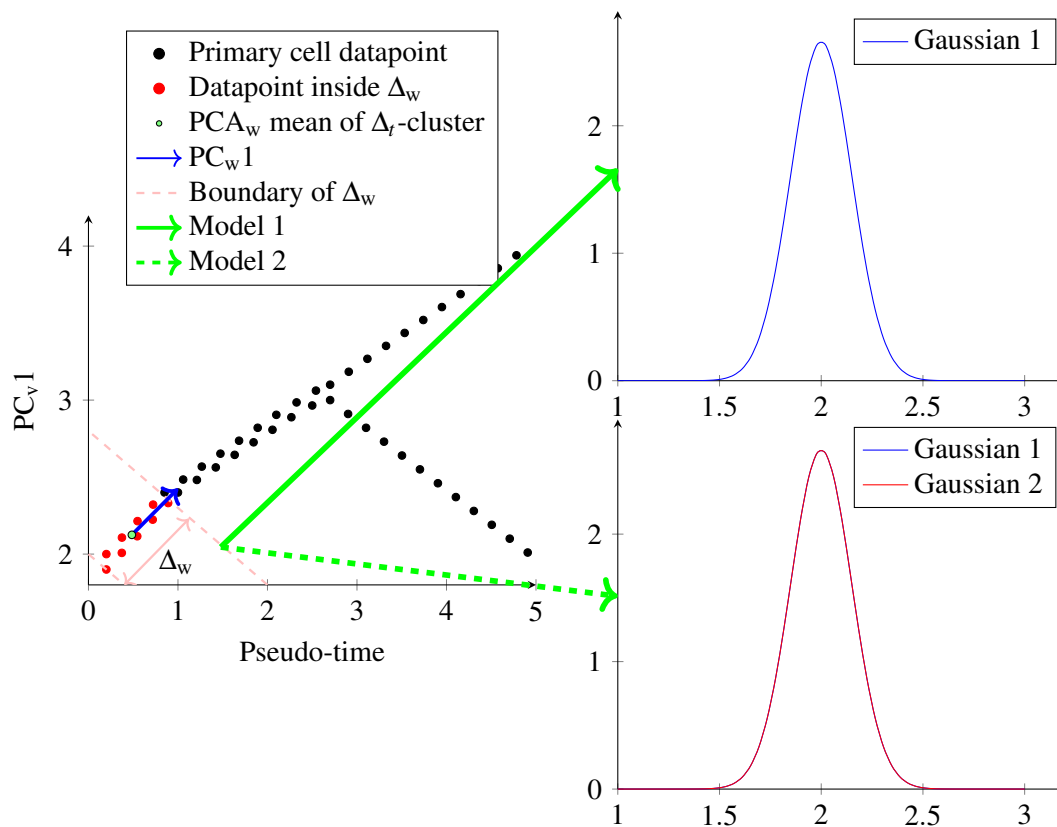 Primary cell datapoint
Datapoint inside Δw
PCAw mean of Δt-cluster
PCw1
Boundary of Δw
Model 1
Model 2
4
3
2
PCv1
Δw
0
1
2
3
4
5
Pseudo-time
Gaussian 1
2
1
0
1
1.5
2
2.5
3
Gaussian 1
Gaussian 2
2
1
0
1
1.5
2
2.5
3